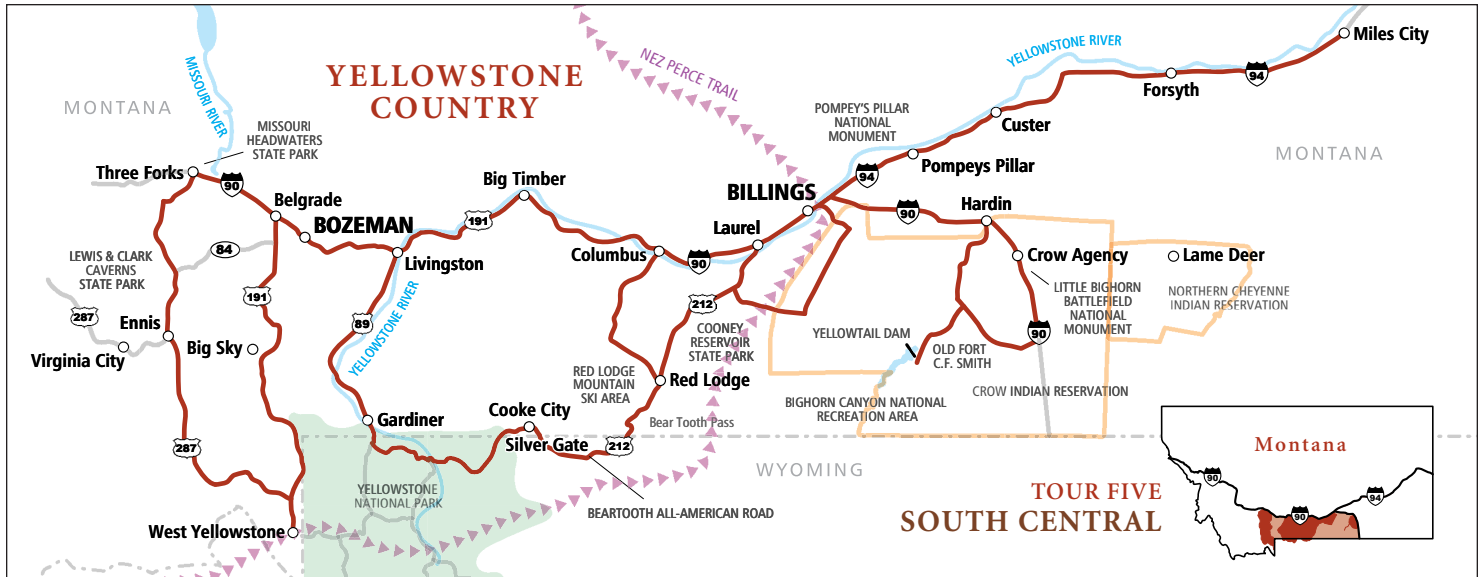 YELLOWSTONE
COUNTRY
MONTANA
MISSOURI RIVER
MISSOURI
HEADWATERS
STATE PARK
Three Forks
90
Belgrade
BOZEMAN
84
LEWIS & CLARK
CAVERNS
STATE PARK
191
287
Ennis
Virginia City
Big Sky
287
West Yellowstone
Livingston
89
YELLOWSTONE RIVER
Gardiner
YELLOWSTONE
NATIONAL PARK
191
Big Timber
Columbus
90
Laurel
BILLINGS
212
COONEY
RESERVOIR
STATE PARK
RED LODGE
MOUNTAIN
SKI AREA
Red Lodge
Cooke City
Silver Gate
212
Bear Tooth Pass
BEARTOOTH ALL-AMERICAN ROAD
WYOMING
NEZ PERCE TRAIL
POMPEY'S PILLAR
NATIONAL
MONUMENT
94
Pompeys Pillar
Custer
YELLOWSTONE RIVER
Forsyth
94
Miles City
MONTANA
90
Hardin
Crow Agency
Lame Deer
LITTLE BIGHORN
BATTLEFIELD
NATIONAL
MONUMENT
NORTHERN CHEYENNE
INDIAN RESERVATION
90
YELLOWTAIL DAM
OLD FORT
C.F. SMITH
BIGHORN CANYON NATIONAL
RECREATION AREA
CROW INDIAN RESERVATION
TOUR FIVE
SOUTH CENTRAL
Montana
90
90
94